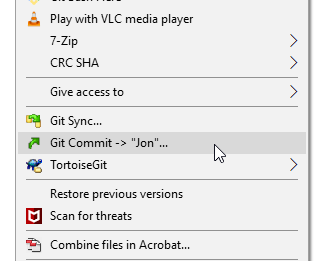 Play with VLC media player
7-Zip
CRC SHA
Give access to
Git Sync...
Git Commit -> "Jon"...
TortoiseGit
Restore previous versions
Scan for threats
Combine files in Acrobat...